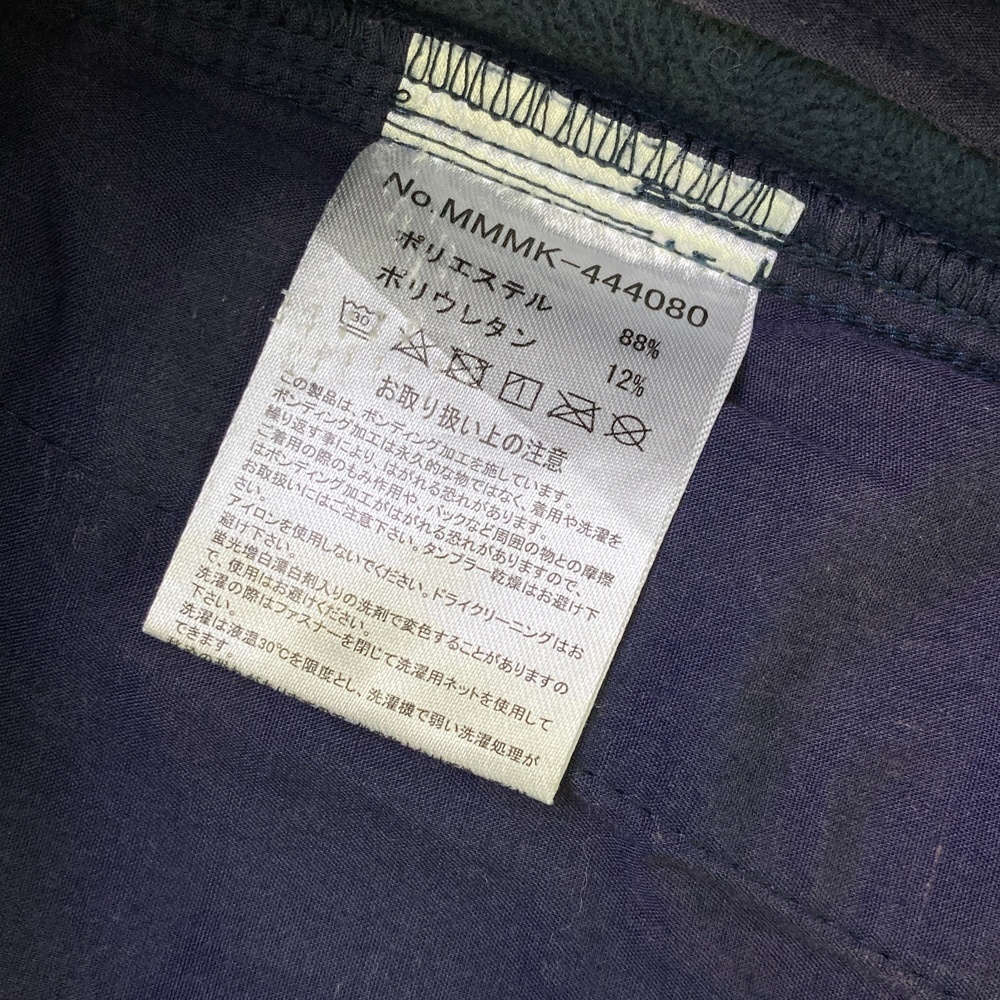 No.MMMK-444080
ポリエステル 88%
ポリウレタン 12%
30
お取り扱い上の注意
この製品は、ボンディング加工を施しています。
ボンディング加工は永久的な物ではなく、着用や洗濯を
繰り返す事により、はがれる恐れがあります。
ご着用の際のもみ作用や、バックなど周囲の物との摩擦
はボンディング加工がはがれる恐れがありますので、
お取扱いにはご注意下さい。タンブラー乾燥はお避け下
さい。
アイロンを使用しないでください。ドライクリーニングはお
避け下さい。
蛍光増白漂白剤入りの洗剤で変色することがありますの
で、使用はお避けください。
洗濯の際はファスナーを閉じて洗濯用ネットを使用して
下さい。
洗濯は液温30℃を限度とし、洗濯機で弱い洗濯処理が
できます。